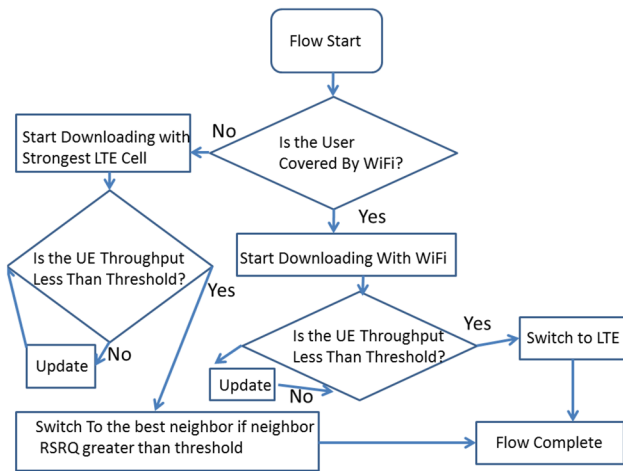 Flow Start
No
Is the User
Covered By WiFi?
Start Downloading with
Strongest LTE Cell
Yes
Start Downloading With WiFi
Is the UE Throughput
Less Than Threshold?
Yes
No
Update
Is the UE Throughput
Less Than Threshold?
Yes
No
Update
Switch to LTE
Switch To the best neighbor if neighbor
RSRQ greater than threshold
Flow Complete